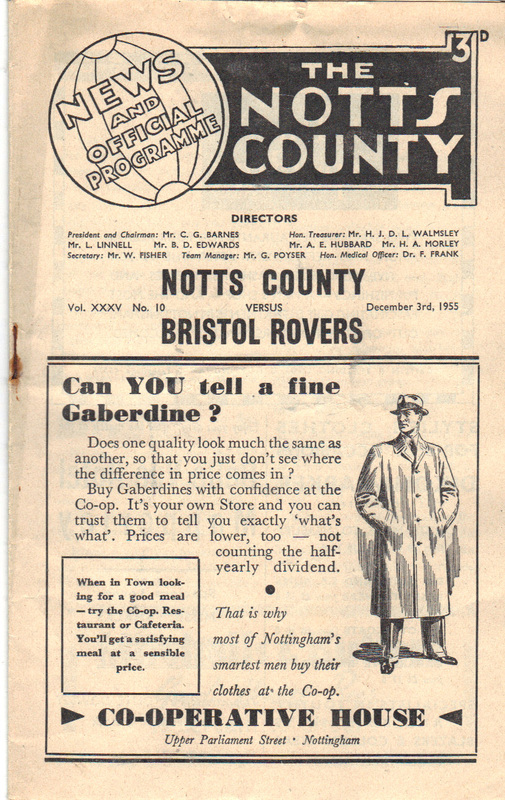 3D
NEWS
AND
OFFICIAL
PROGRAMME
THE
NOTTS
COUNTY
DIRECTORS
President and Chairman: Mr. C. G. BARNES Hon. Treasurer: Mr. H. J. D. L. WALMSLEY
Mr. L. LINNELL Mr. B. D. EDWARDS Mr. A. E. HUBBARD Mr. H. A. MORLEY
Secretary: Mr. W. FISHER Team Manager: Mr. G. POYSER Hon. Medical Officer: Dr. F. FRANK
NOTTS COUNTY
Vol. XXXV No. 10 VERSUS December 3rd, 1955
BRISTOL ROVERS
Can YOU tell a fine
Gaberdine ?
Does one quality look much the same as
another, so that you just don't see where
the difference in price comes in ?
Buy Gaberdines with confidence at the
Co-op. It's your own Store and you can
trust them to tell you exactly 'what's
what'. Prices are lower, too — not
counting the half-
yearly dividend.
When in Town look-
ing for a good meal
—try the Co-op. Res-
taurant or Cafeteria.
You'll get a satisfying
meal at a sensible
price.
That is why
most of Nottingham's
smartest men buy their
clothes at the Co-op.
CO-OPERATIVE HOUSE
Upper Parliament Street · Nottingham